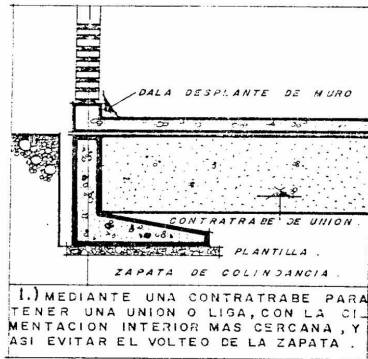 DALA DESPLANTE DE MURO
CONTRATRABE DE UNION.
PLANTILLA.
ZAPATA DE COLINDANCIA.
1.) MEDIANTE UNA CONTRATRABE PARA
TENER UNA UNION O LIGA, CON LA CI_
MENTACION INTERIOR MAS CERCANA, Y
ASI EVITAR EL VOLTEO DE LA ZAPATA.